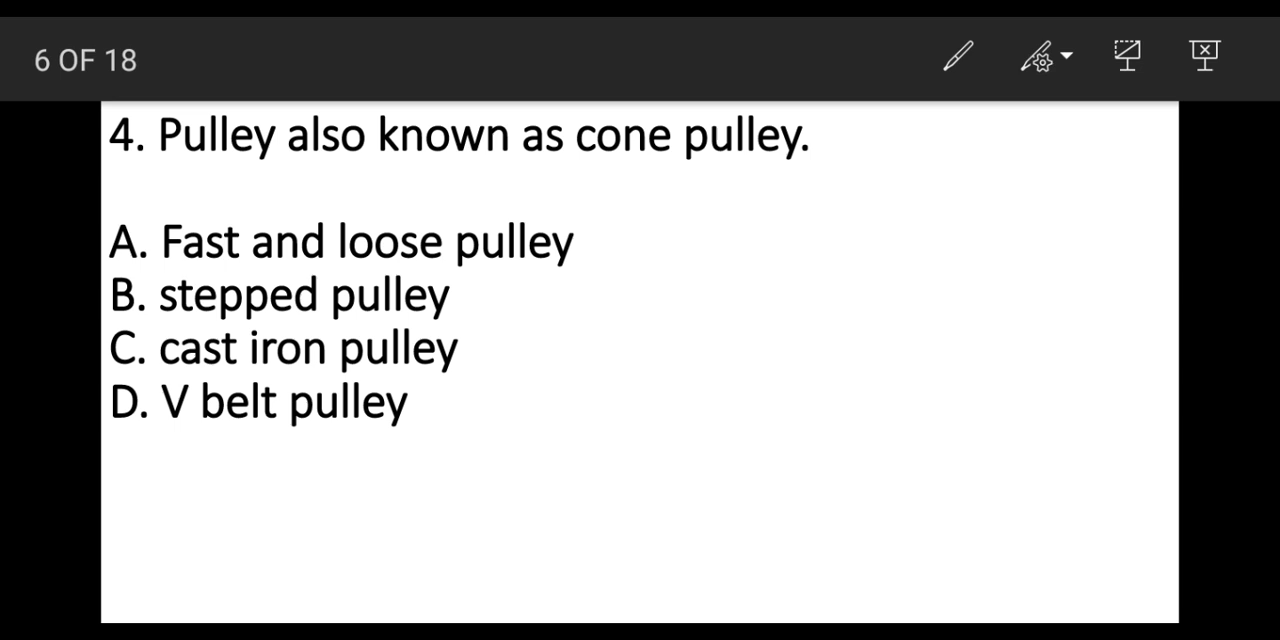 6 OF 18
4. Pulley also known as cone pulley.
A. Fast and loose pulley
B. stepped pulley
C. cast iron pulley
D. V belt pulley